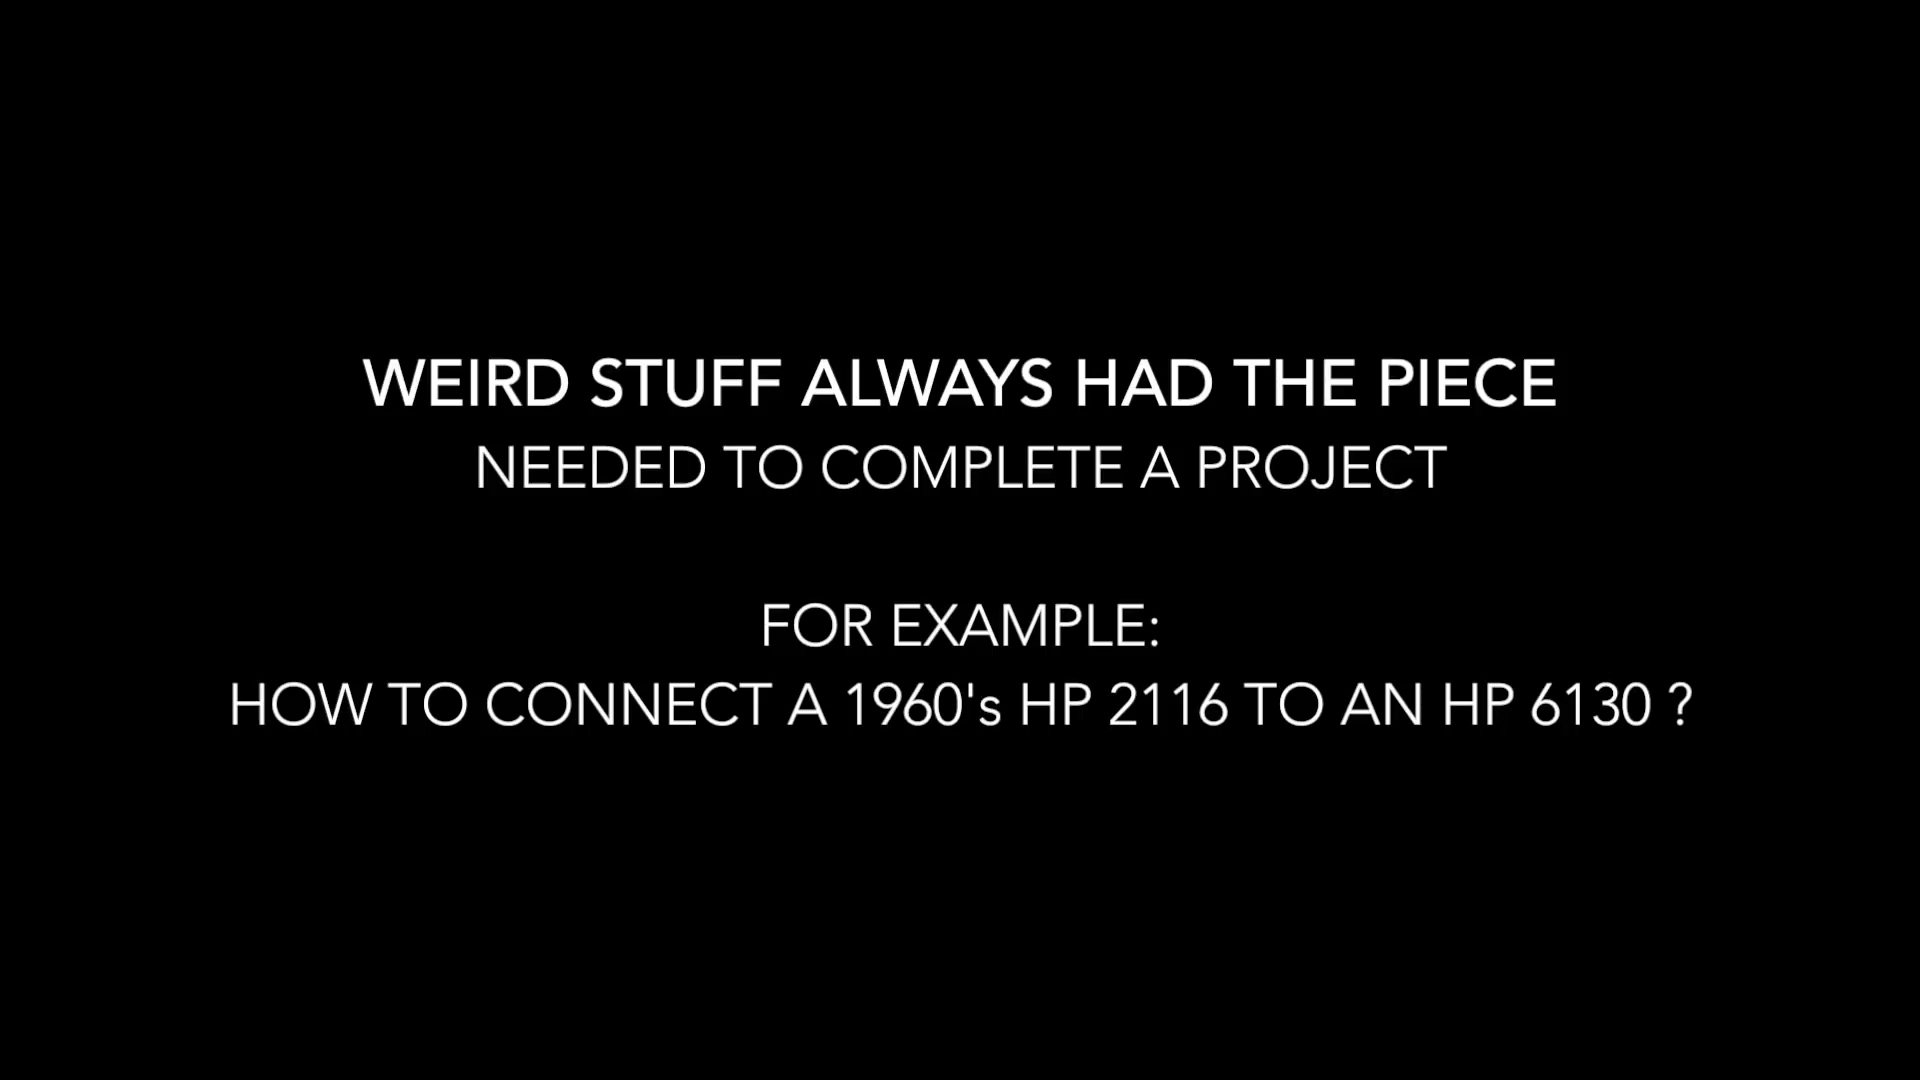 WEIRD STUFF ALWAYS HAD THE PIECE
NEEDED TO COMPLETE A PROJECT
FOR EXAMPLE:
HOW TO CONNECT A 1960's HP 2116 TO AN HP 6130 ?